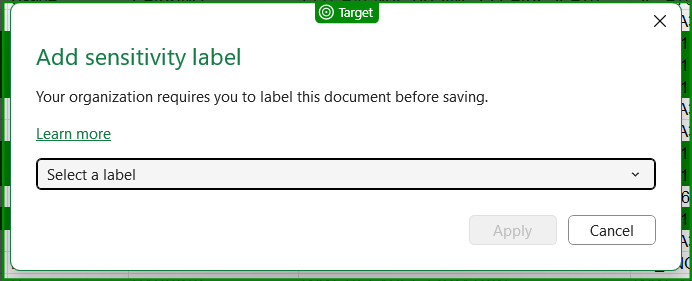 Target
Add sensitivity label
Your organization requires you to label this document before saving.
Learn more
Select a label
Apply
Cancel